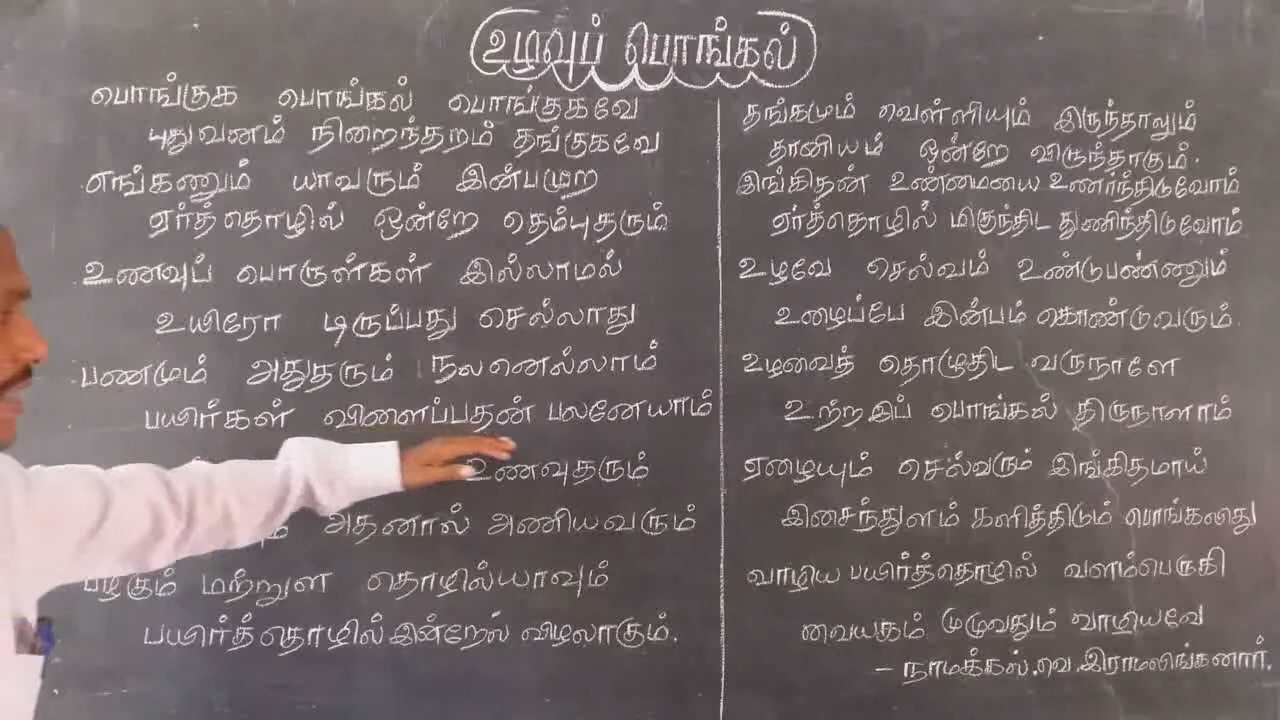 உழவுப் பொங்கல்
பொங்குக பொங்கல் பொங்குகவே
புதுவளம் நிறைந்தறம் தங்குகவே
எங்கணும் யாவரும் இன்பமுற
ஏர்த்தொழில் ஒன்றே தெம்புதரும்
உணவுப் பொருள்கள் இல்லாமல்
உயிரோ டிருப்பது செல்லாது
பணமும் அதுதரும் நலனெல்லாம்
பயிர்கள் விளைப்பதன் பலனேயாம்
உணவுதரும்
அதனால் அணியவரும்
பழகும் மற்றுள தொழில்யாவும்
பயிர்த்தொழில் இன்றேல் விழலாகும்.
தங்கமும் வெள்ளியும் இருந்தாலும்
தானியம் ஒன்றே விருந்தாகும்.
இங்கிதன் உண்மையை உணர்ந்திடுவோம்
ஏர்த்தொழில் மிகுந்திட துணிந்திடுவோம்
உழவே செல்வம் உண்டுபண்ணும்
உழைப்பே இன்பம் கொண்டுவரும்.
உழவைத் தொழுதிட வருநாளே
உற்றஇப் பொங்கல் திருநாளாம்
ஏழையும் செல்வரும் இங்கிதமாய்
இசைந்துளம் களித்திடும் பொங்கலிது
வாழிய பயிர்த்தொழில் வளம்பெருகி
வையகம் முழுவதும் வாழியவே
– நாமக்கல்.வெ.இராமலிங்கனார்.